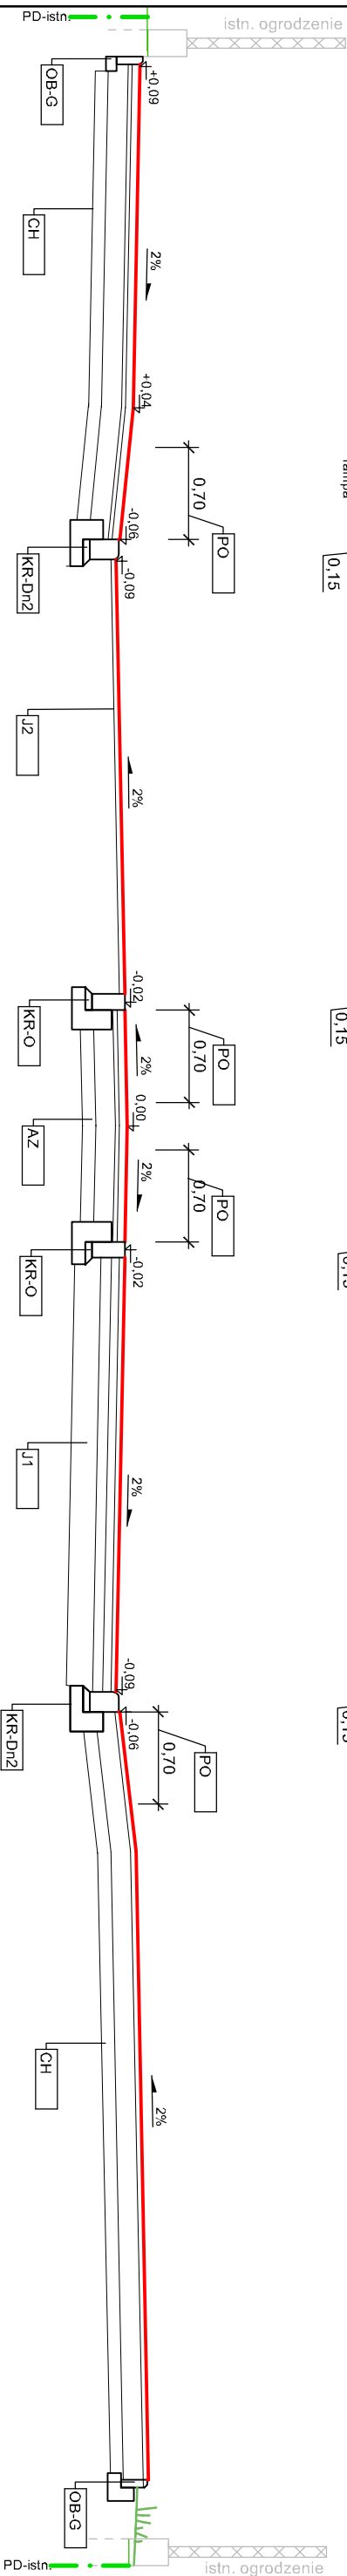 PD-istn.
istn. ogrodzenie
OB-G
+0,09
CH
2%
+0,04
0,70
PO
-0,06
-0,09
KR-Dn2
0,15
J2
2%
-0,02
KR-O
0,15
PO
0,70
2%
0,00
AZ
2%
0,70
PO
KR-O
-0,02
J1
2%
-0,09
-0,06
KR-Dn2
PO
0,70
CH
2%
OB-G
PD-istn.
istn. ogrodzenie